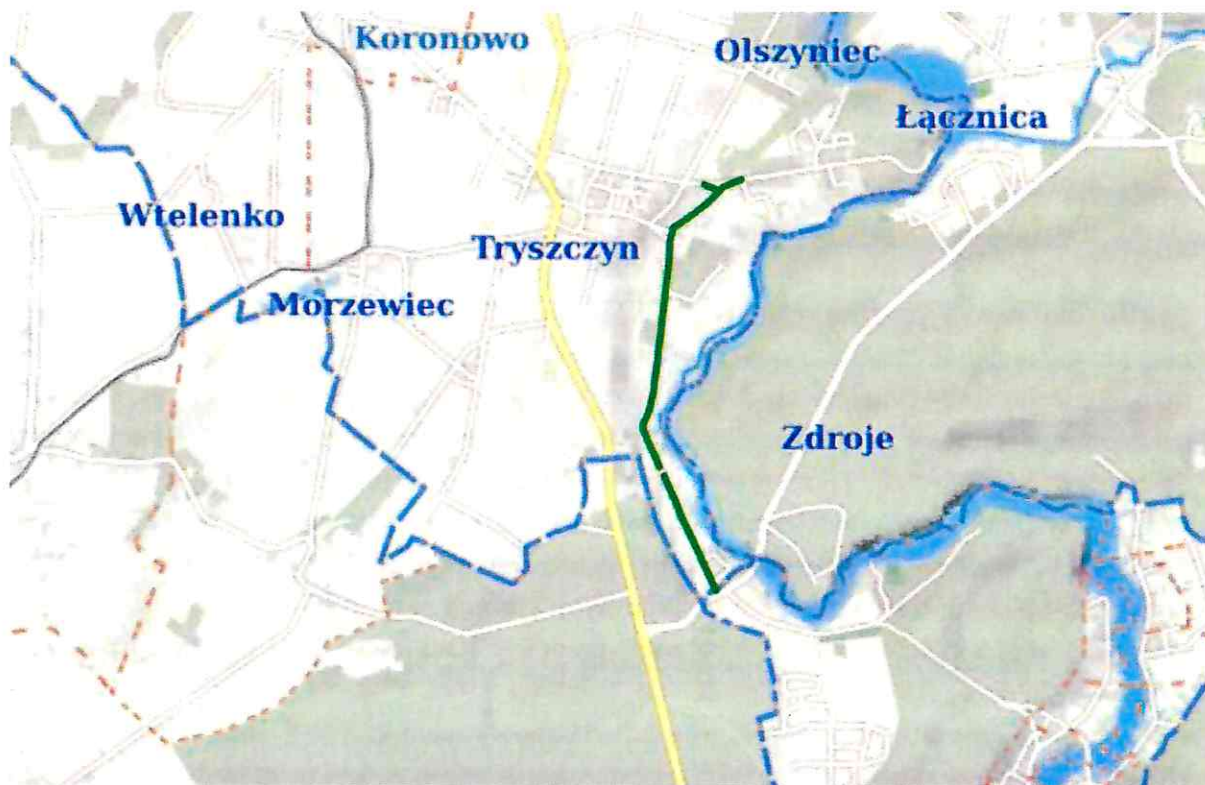 Koronowo
Olszyniec
Łącznica
Wtelenko
Tryszczyn
Morzewiec
Zdroje